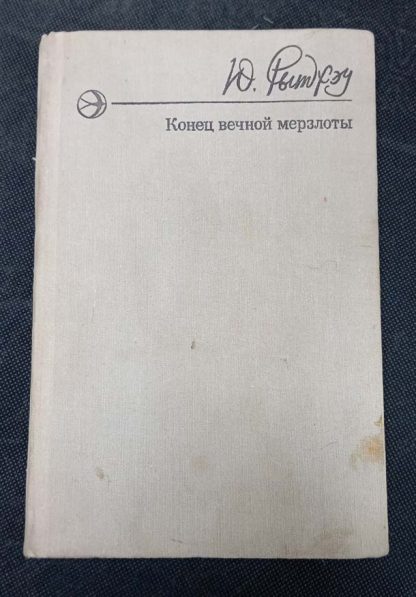 Ю. Рытхэу
Конец вечной мерзлоты